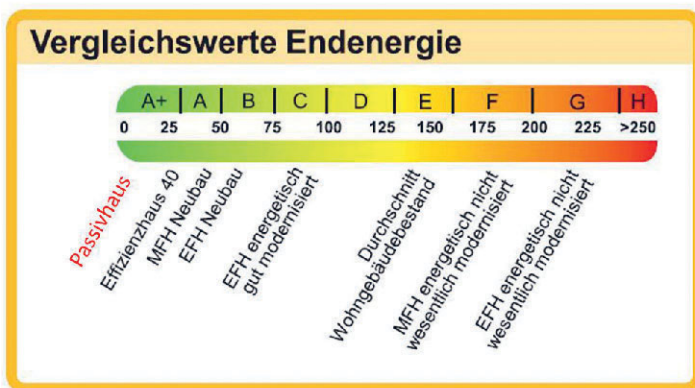 Vergleichswerte Endenergie
A+ A B C D E F G H
0 25 50 75 100 125 150 175 200 225 >250
Passivhaus
Effizienzhaus 40
MFH Neubau
EFH Neubau
EFH energetisch
gut modernisiert
Durchschnitt
Wohngebäudebestand
MFH energetisch nicht
wesentlich modernisiert
EFH energetisch nicht
wesentlich modernisiert